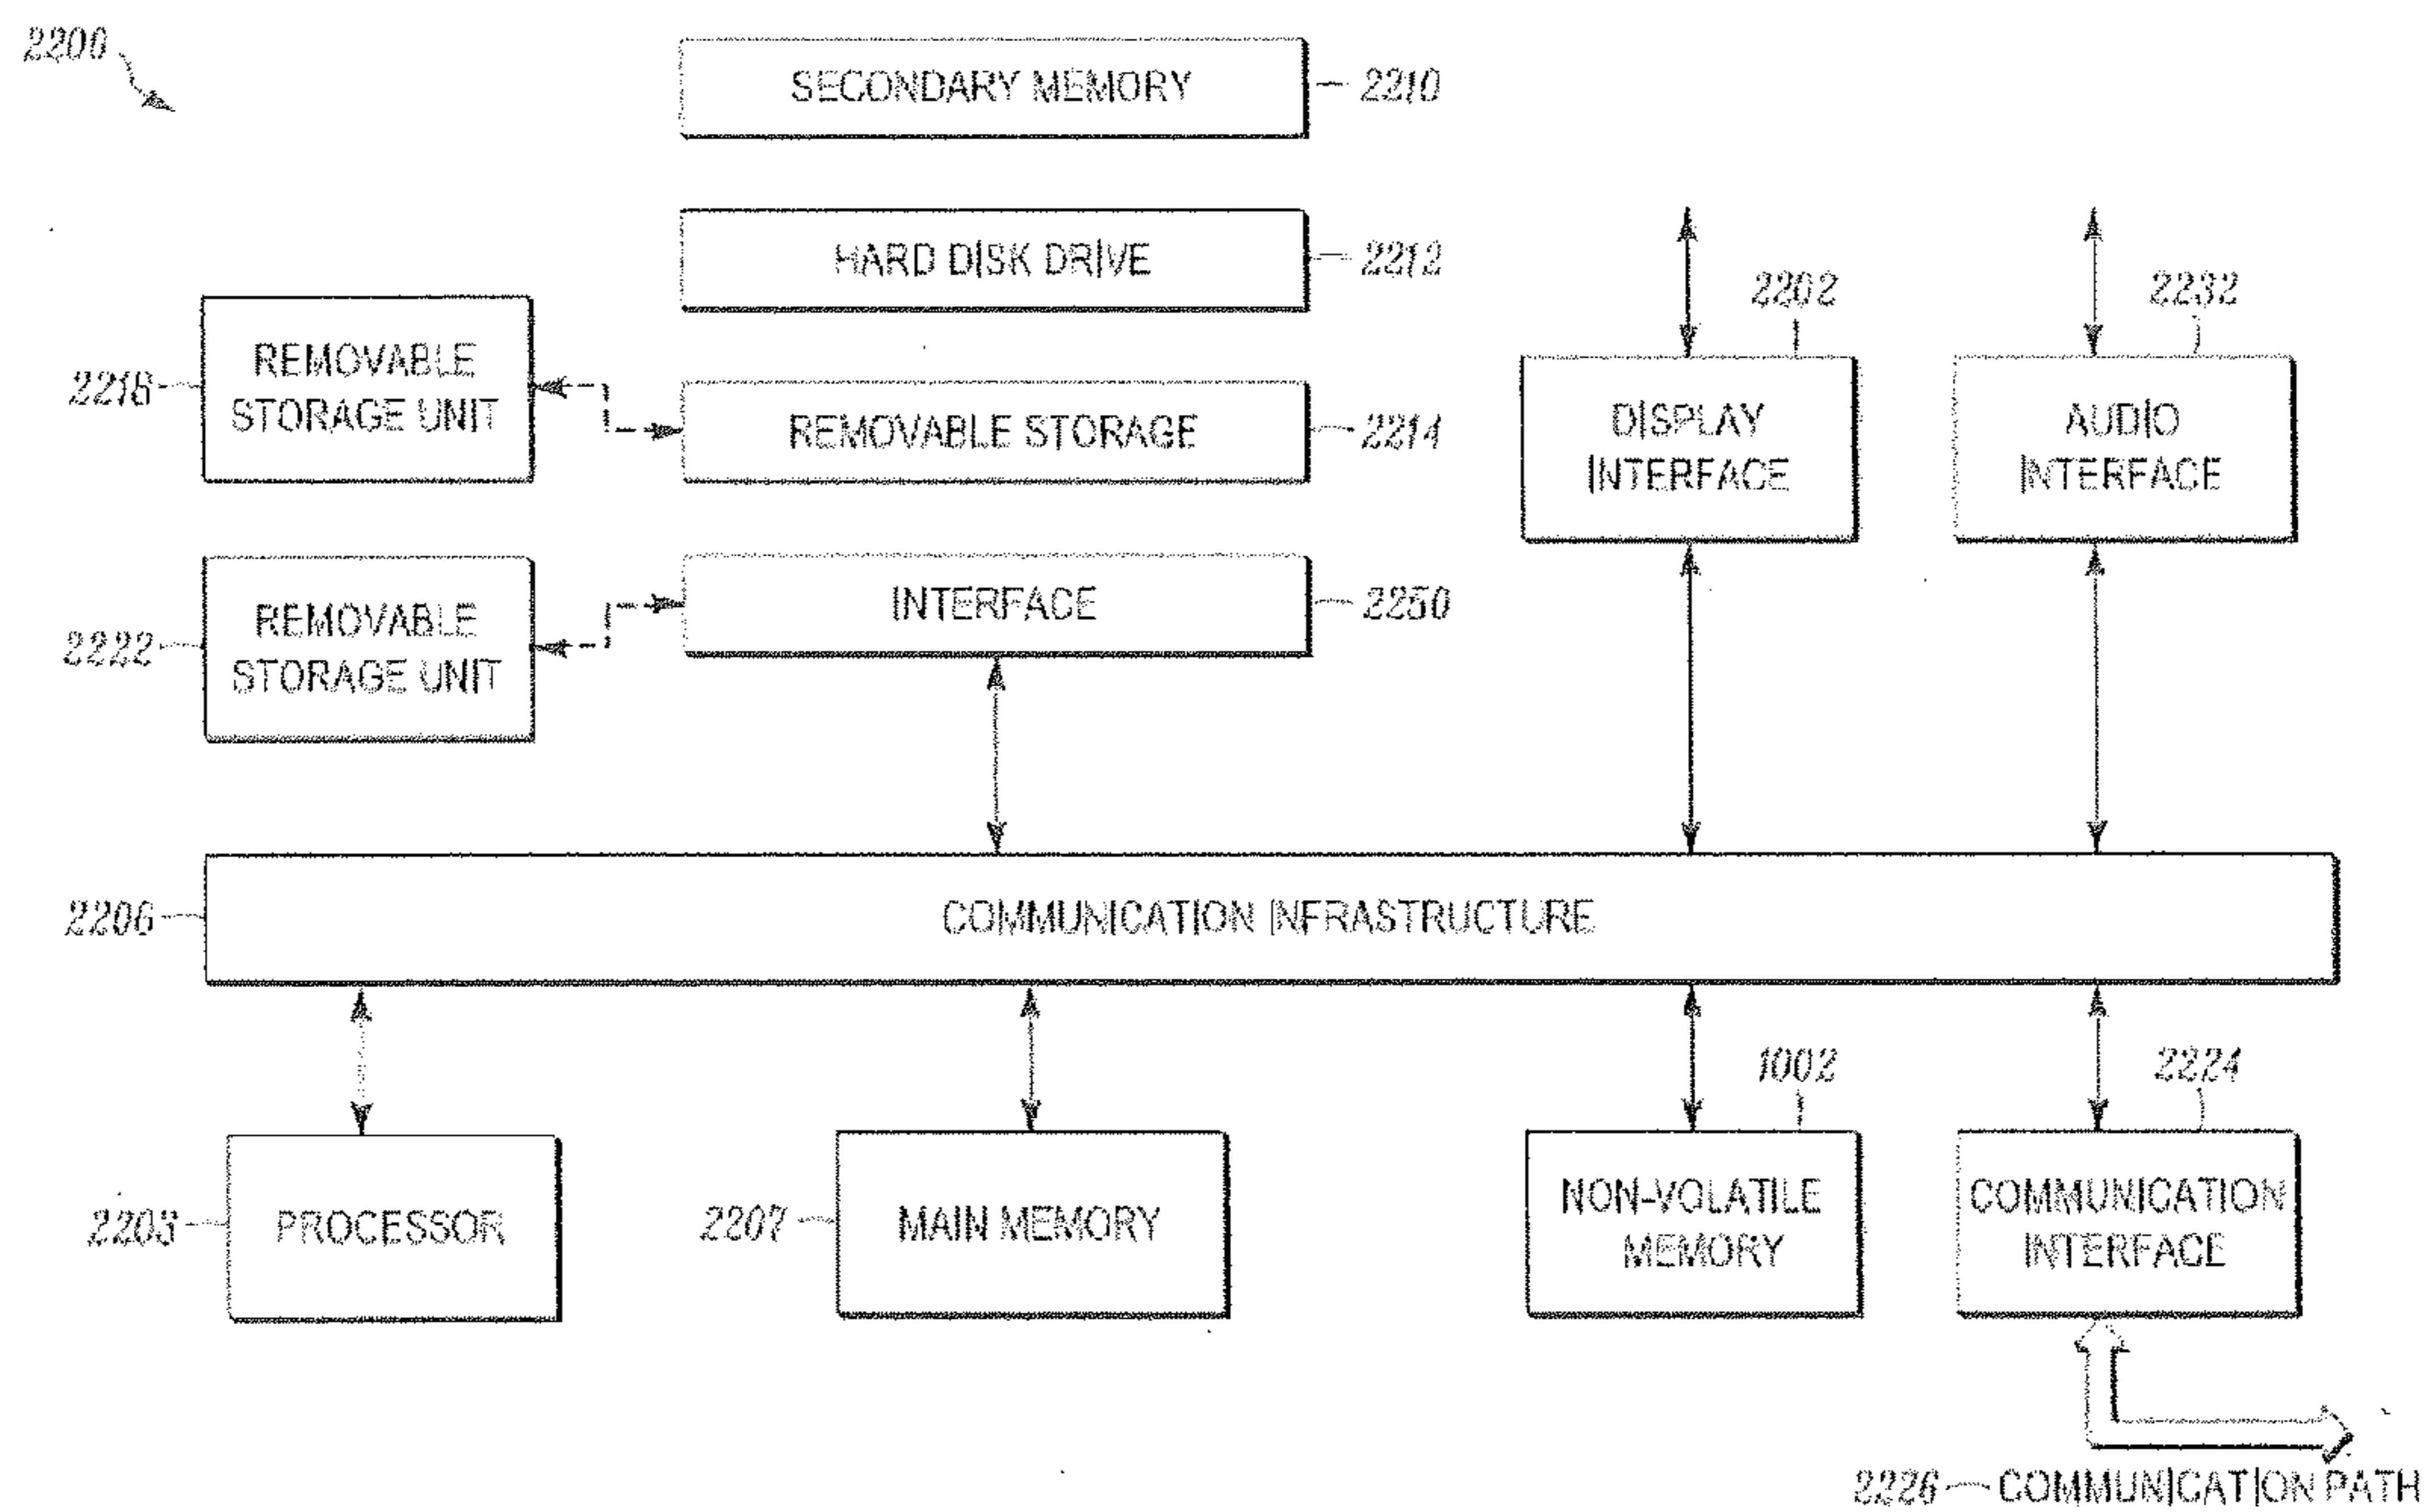 2200
SECONDARY MEMORY
2210
HARD DISK DRIVE
2212
REMOVABLE
STORAGE UNIT
2218
REMOVABLE STORAGE
2214
2202
DISPLAY
INTERFACE
2232
AUDIO
INTERFACE
REMOVABLE
STORAGE UNIT
2222
INTERFACE
2250
2206
COMMUNICATION INFRASTRUCTURE
PROCESSOR
2207
MAIN MEMORY
1002
NON-VOLATILE
MEMORY
2224
COMMUNICATION
INTERFACE
2226
COMMUNICATION PATH